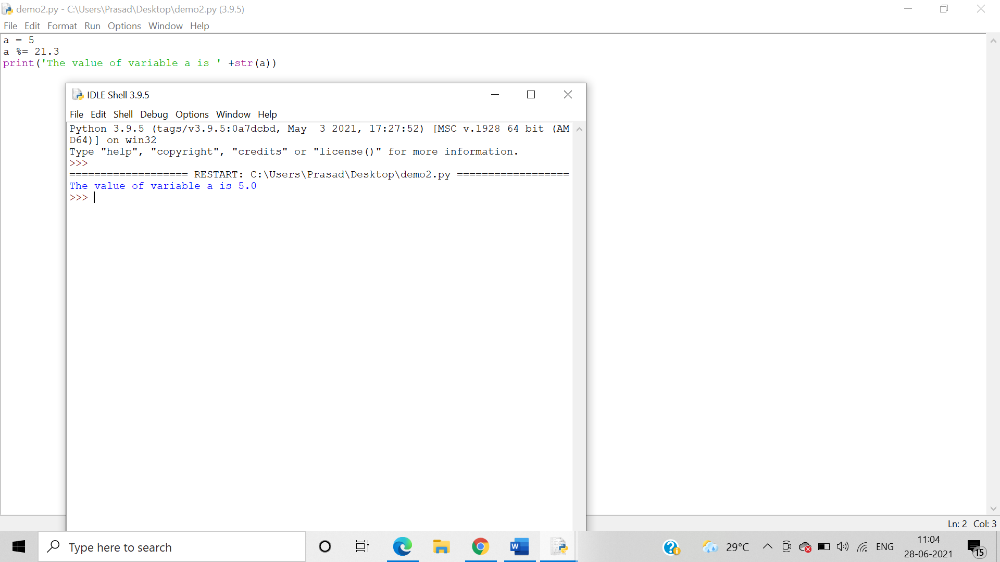 demo2.py - C:\Users\Prasad\Desktop\demo2.py (3.9.5)
File Edit Format Run Options Window Help
a = 5
a %= 21.3
print('The value of variable a is ' +str(a))
IDLE Shell 3.9.5
File Edit Shell Debug Options Window Help
Python 3.9.5 (tags/v3.9.5:0a7dcbd, May  3 2021, 17:27:52) [MSC v.1928 64 bit (AM
D64)] on win32
Type "help", "copyright", "credits" or "license()" for more information.
>>>
=================== RESTART: C:\Users\Prasad\Desktop\demo2.py ==================
The value of variable a is 5.0
>>>
Ln: 2 Col: 3
Type here to search
W
29°C
ENG
11:04
28-06-2021
15